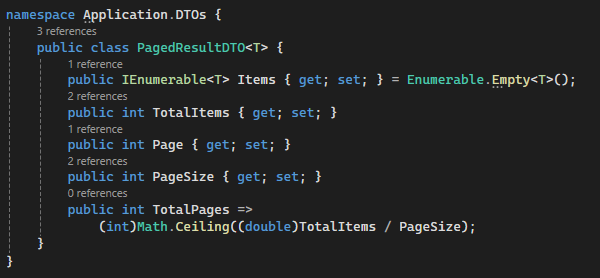 namespace Application.DTOs {
3 references
public class PagedResultDTO<T> {
1 reference
public IEnumerable<T> Items { get; set; } = Enumerable.Empty<T>();
2 references
public int TotalItems { get; set; }
1 reference
public int Page { get; set; }
2 references
public int PageSize { get; set; }
0 references
public int TotalPages =>
(int)Math.Ceiling((double)TotalItems / PageSize);
}
}